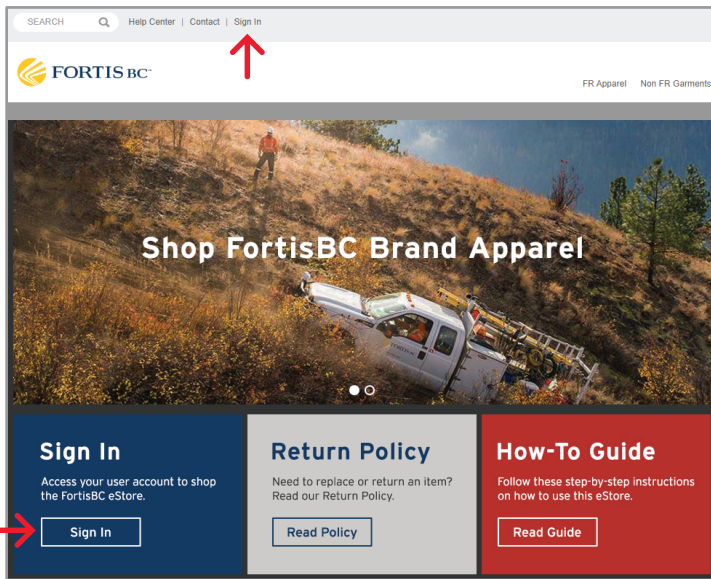 SEARCH Help Center | Contact | Sign In
FORTIS BC
FR Apparel Non FR Garments
Shop FortisBC Brand Apparel
Sign In
Access your user account to shop
the FortisBC eStore.
Sign In
Return Policy
Need to replace or return an item?
Read our Return Policy.
Read Policy
How-To Guide
Follow these step-by-step instructions
on how to use this eStore.
Read Guide